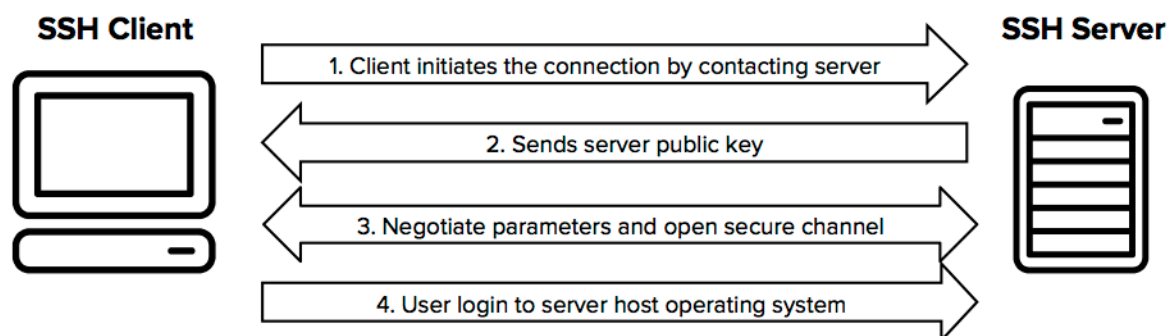 SSH Client
SSH Server
1. Client initiates the connection by contacting server
2. Sends server public key
3. Negotiate parameters and open secure channel
4. User login to server host operating system